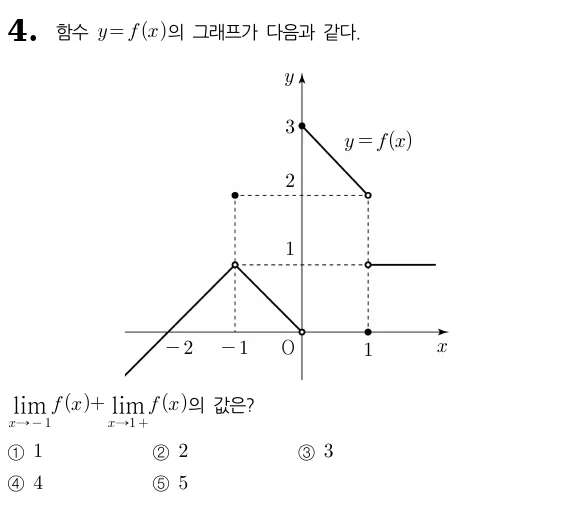 4. 함수 y=f(x)의 그래프가 다음과 같다.
y
3
y=f(x)
2
1
-2 -1 O 1 x
lim f(x)+ lim f(x)의 값은?
x→-1 x→1+
① 1 ② 2 ③ 3
④ 4 ⑤ 5